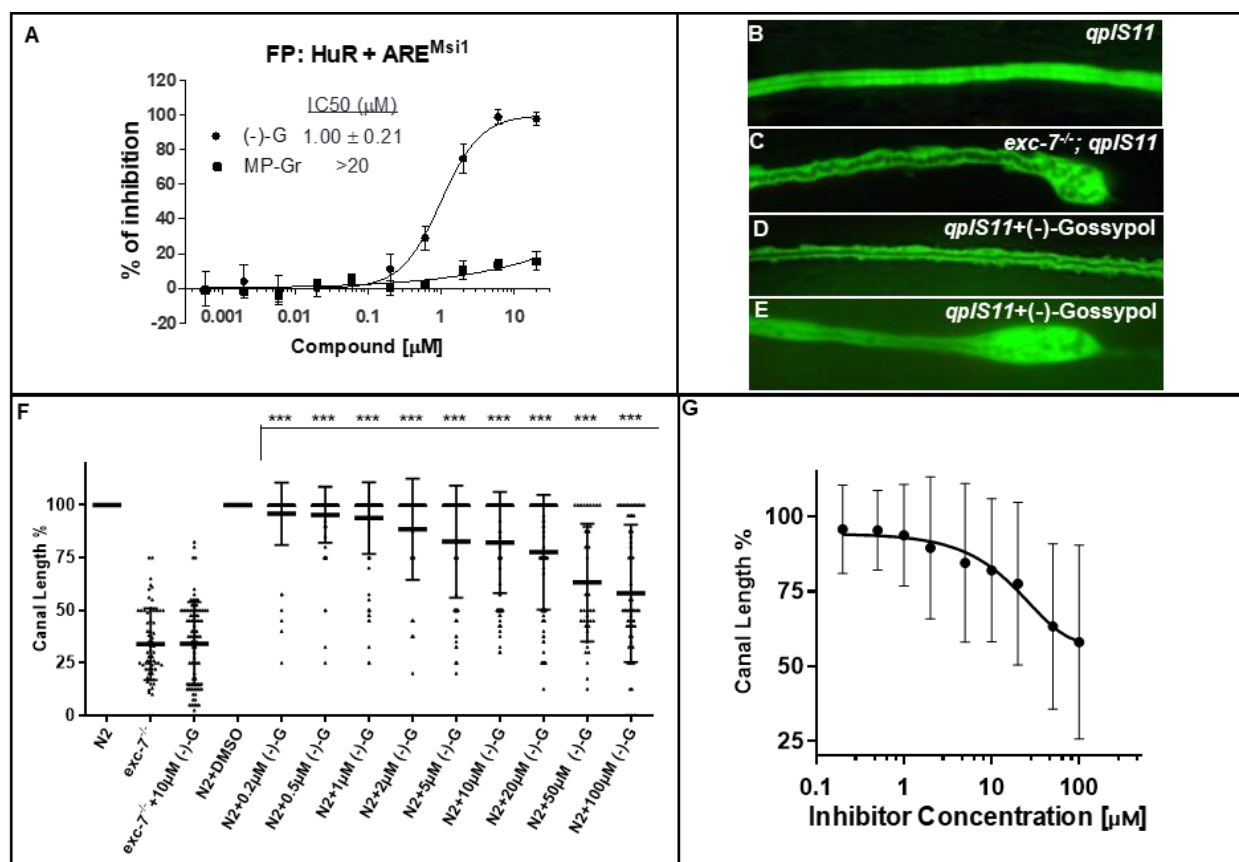 A
FP: HuR + ARE^Msi1
IC50 (μM)
(-)-G 1.00 ± 0.21
MP-Gr >20
% of inhibition
120
100
80
60
40
20
0
-20
0.001 0.01 0.1 1 10
Compound [μM]
B qpIS11
C exc-7-/-; qpIS11
D qpIS11+(-)-Gossypol
E qpIS11+(-)-Gossypol
F
*** *** *** *** *** *** *** *** ***
Canal Length %
100
75
50
25
0
N2
exc-7-/-
exc-7-/- +10μM (-)-G
N2+DMSO
N2+0.2μM (-)-G
N2+0.5μM (-)-G
N2+1μM (-)-G
N2+2μM (-)-G
N2+5μM (-)-G
N2+10μM (-)-G
N2+20μM (-)-G
N2+50μM (-)-G
N2+100μM (-)-G
G
Canal Length %
100
75
50
25
0.1 1 10 100
Inhibitor Concentration [μM]